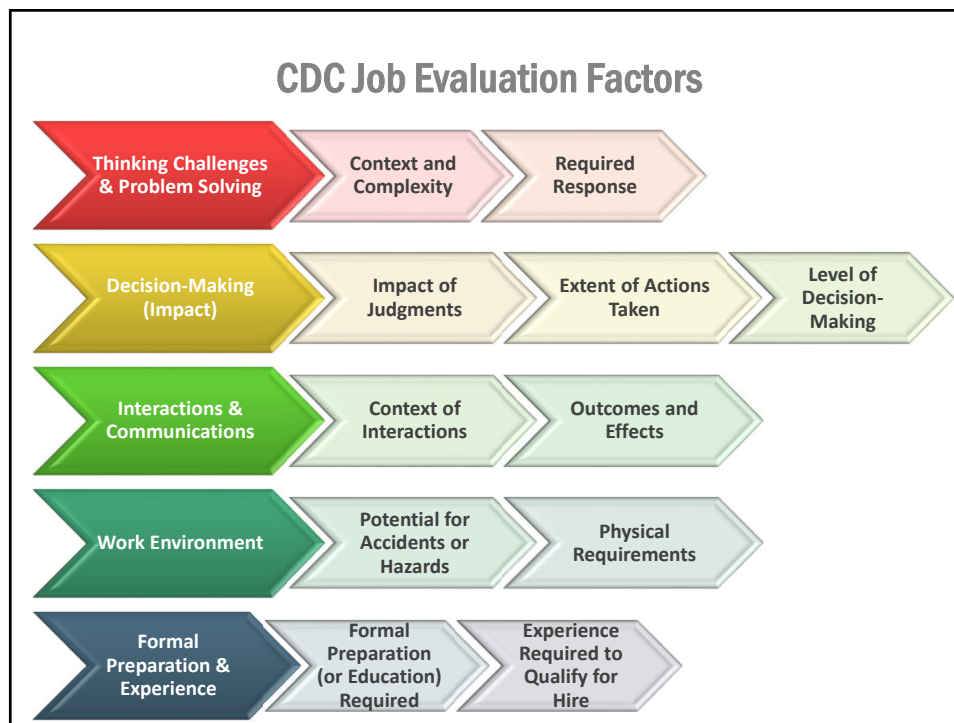 CDC Job Evaluation Factors
Thinking Challenges
& Problem Solving
Context and
Complexity
Required
Response
Decision-Making
(Impact)
Impact of
Judgments
Extent of Actions
Taken
Level of
Decision-
Making
Interactions &
Communications
Context of
Interactions
Outcomes and
Effects
Work Environment
Potential for
Accidents or
Hazards
Physical
Requirements
Formal
Preparation &
Experience
Formal
Preparation
(or Education)
Required
Experience
Required to
Qualify for
Hire